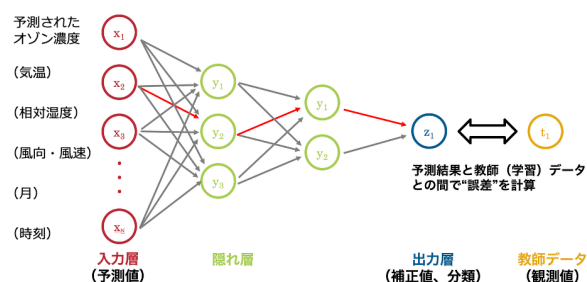 予測された
オゾン濃度
x₁
(気温)
x₂
(相対湿度)
x₃
(風向・風速)
(月)
(時刻)
x₈
y₁
y₂
y₃
y₁
y₂
z₁
t₁
予測結果と教師（学習）データ
との間で“誤差”を計算
入力層
(予測値)
隠れ層
出力層
(補正値、分類)
教師データ
(観測値)